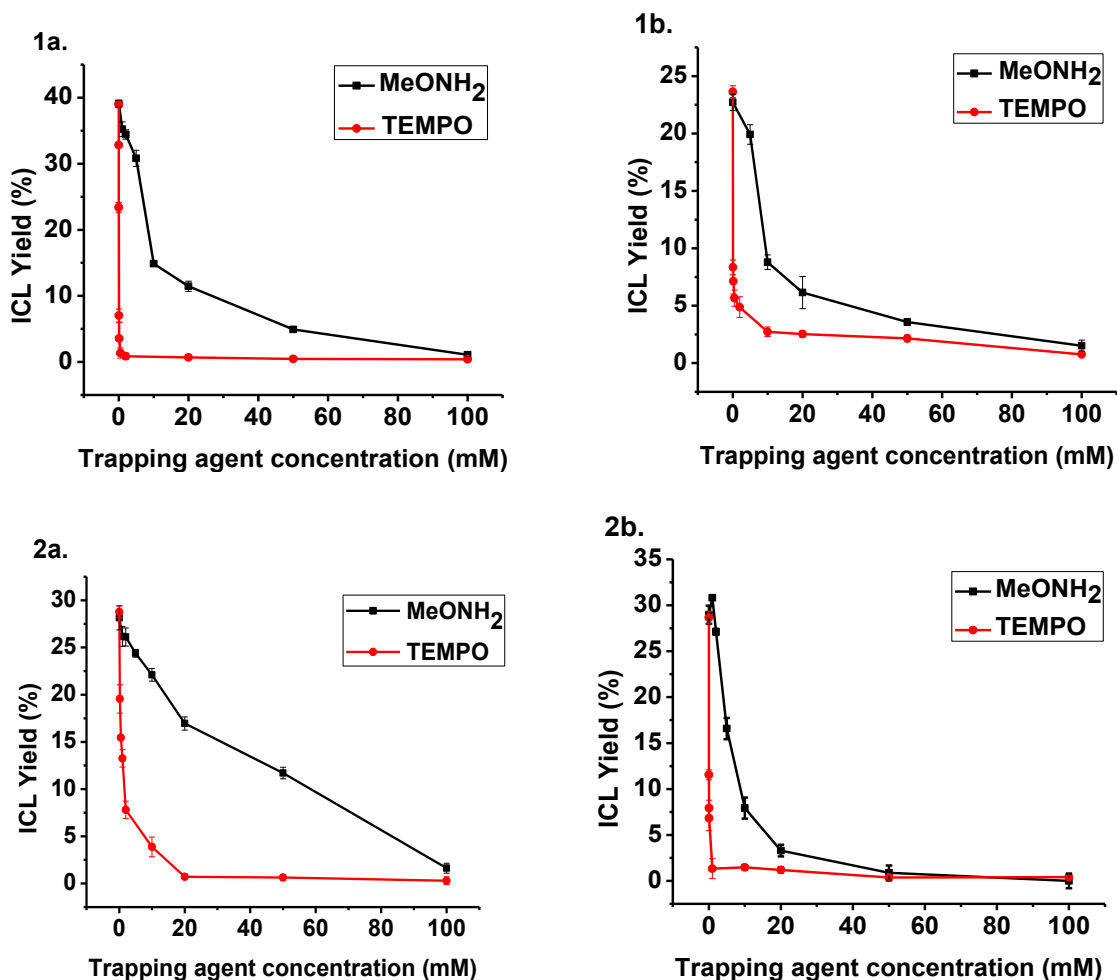 1a.
MeONH2
TEMPO
ICL Yield (%)
40
30
20
10
0
0 20 40 60 80 100
Trapping agent concentration (mM)
1b.
MeONH2
TEMPO
ICL Yield (%)
25
20
15
10
5
0
0 20 40 60 80 100
Trapping agent concentration (mM)
2a.
MeONH2
TEMPO
ICL Yield (%)
30
25
20
15
10
5
0
0 20 40 60 80 100
Trapping agent concentration (mM)
2b.
MeONH2
TEMPO
ICL Yield (%)
35
30
25
20
15
10
5
0
0 20 40 60 80 100
Trapping agent concentration (mM)